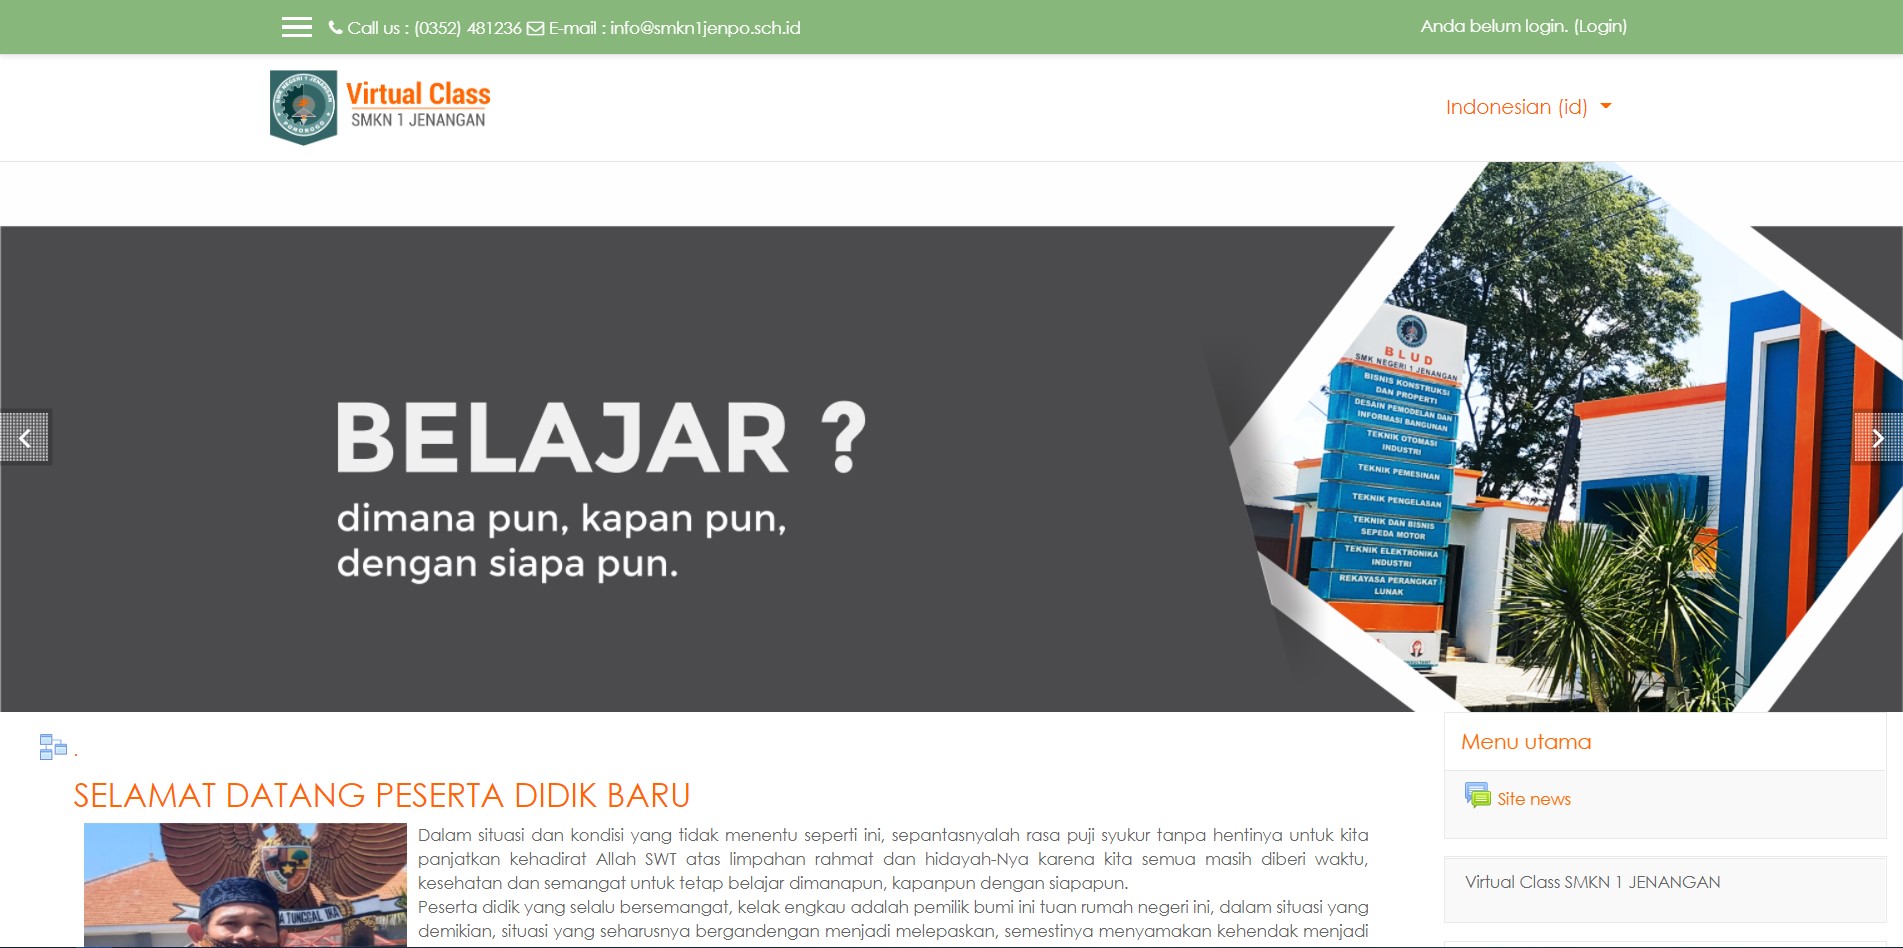 Call us : (0352) 481236 E-mail : info@smkn1jenpo.sch.id
Anda belum login. (Login)
SMK NEGERI 1 JENANGAN
PONOROGO
Virtual Class
SMKN 1 JENANGAN
Indonesian (id)
BELAJAR ?
dimana pun, kapan pun,
dengan siapa pun.
BLUD
SMK NEGERI 1 JENANGAN
BISNIS KONSTRUKSI
DAN PROPERTI
DESAIN PEMODELAN DAN
INFORMASI BANGUNAN
TEKNIK OTOMASI
INDUSTRI
TEKNIK PEMESINAN
TEKNIK PENGELASAN
TEKNIK DAN BISNIS
SEPEDA MOTOR
TEKNIK ELEKTRONIKA
INDUSTRI
REKAYASA PERANGKAT
LUNAK
.
SELAMAT DATANG PESERTA DIDIK BARU
Dalam situasi dan kondisi yang tidak menentu seperti ini, sepantasnyalah rasa puji syukur tanpa hentinya untuk kita
panjatkan kehadirat Allah SWT atas limpahan rahmat dan hidayah-Nya karena kita semua masih diberi waktu,
kesehatan dan semangat untuk tetap belajar dimanapun, kapanpun dengan siapapun.
Peserta didik yang selalu bersemangat, kelak engkau adalah pemilik bumi ini tuan rumah negeri ini, dalam situasi yang
demikian, situasi yang seharusnya bergandengan menjadi melepaskan, semestinya menyamakan kehendak menjadi
Menu utama
Site news
Virtual Class SMKN 1 JENANGAN